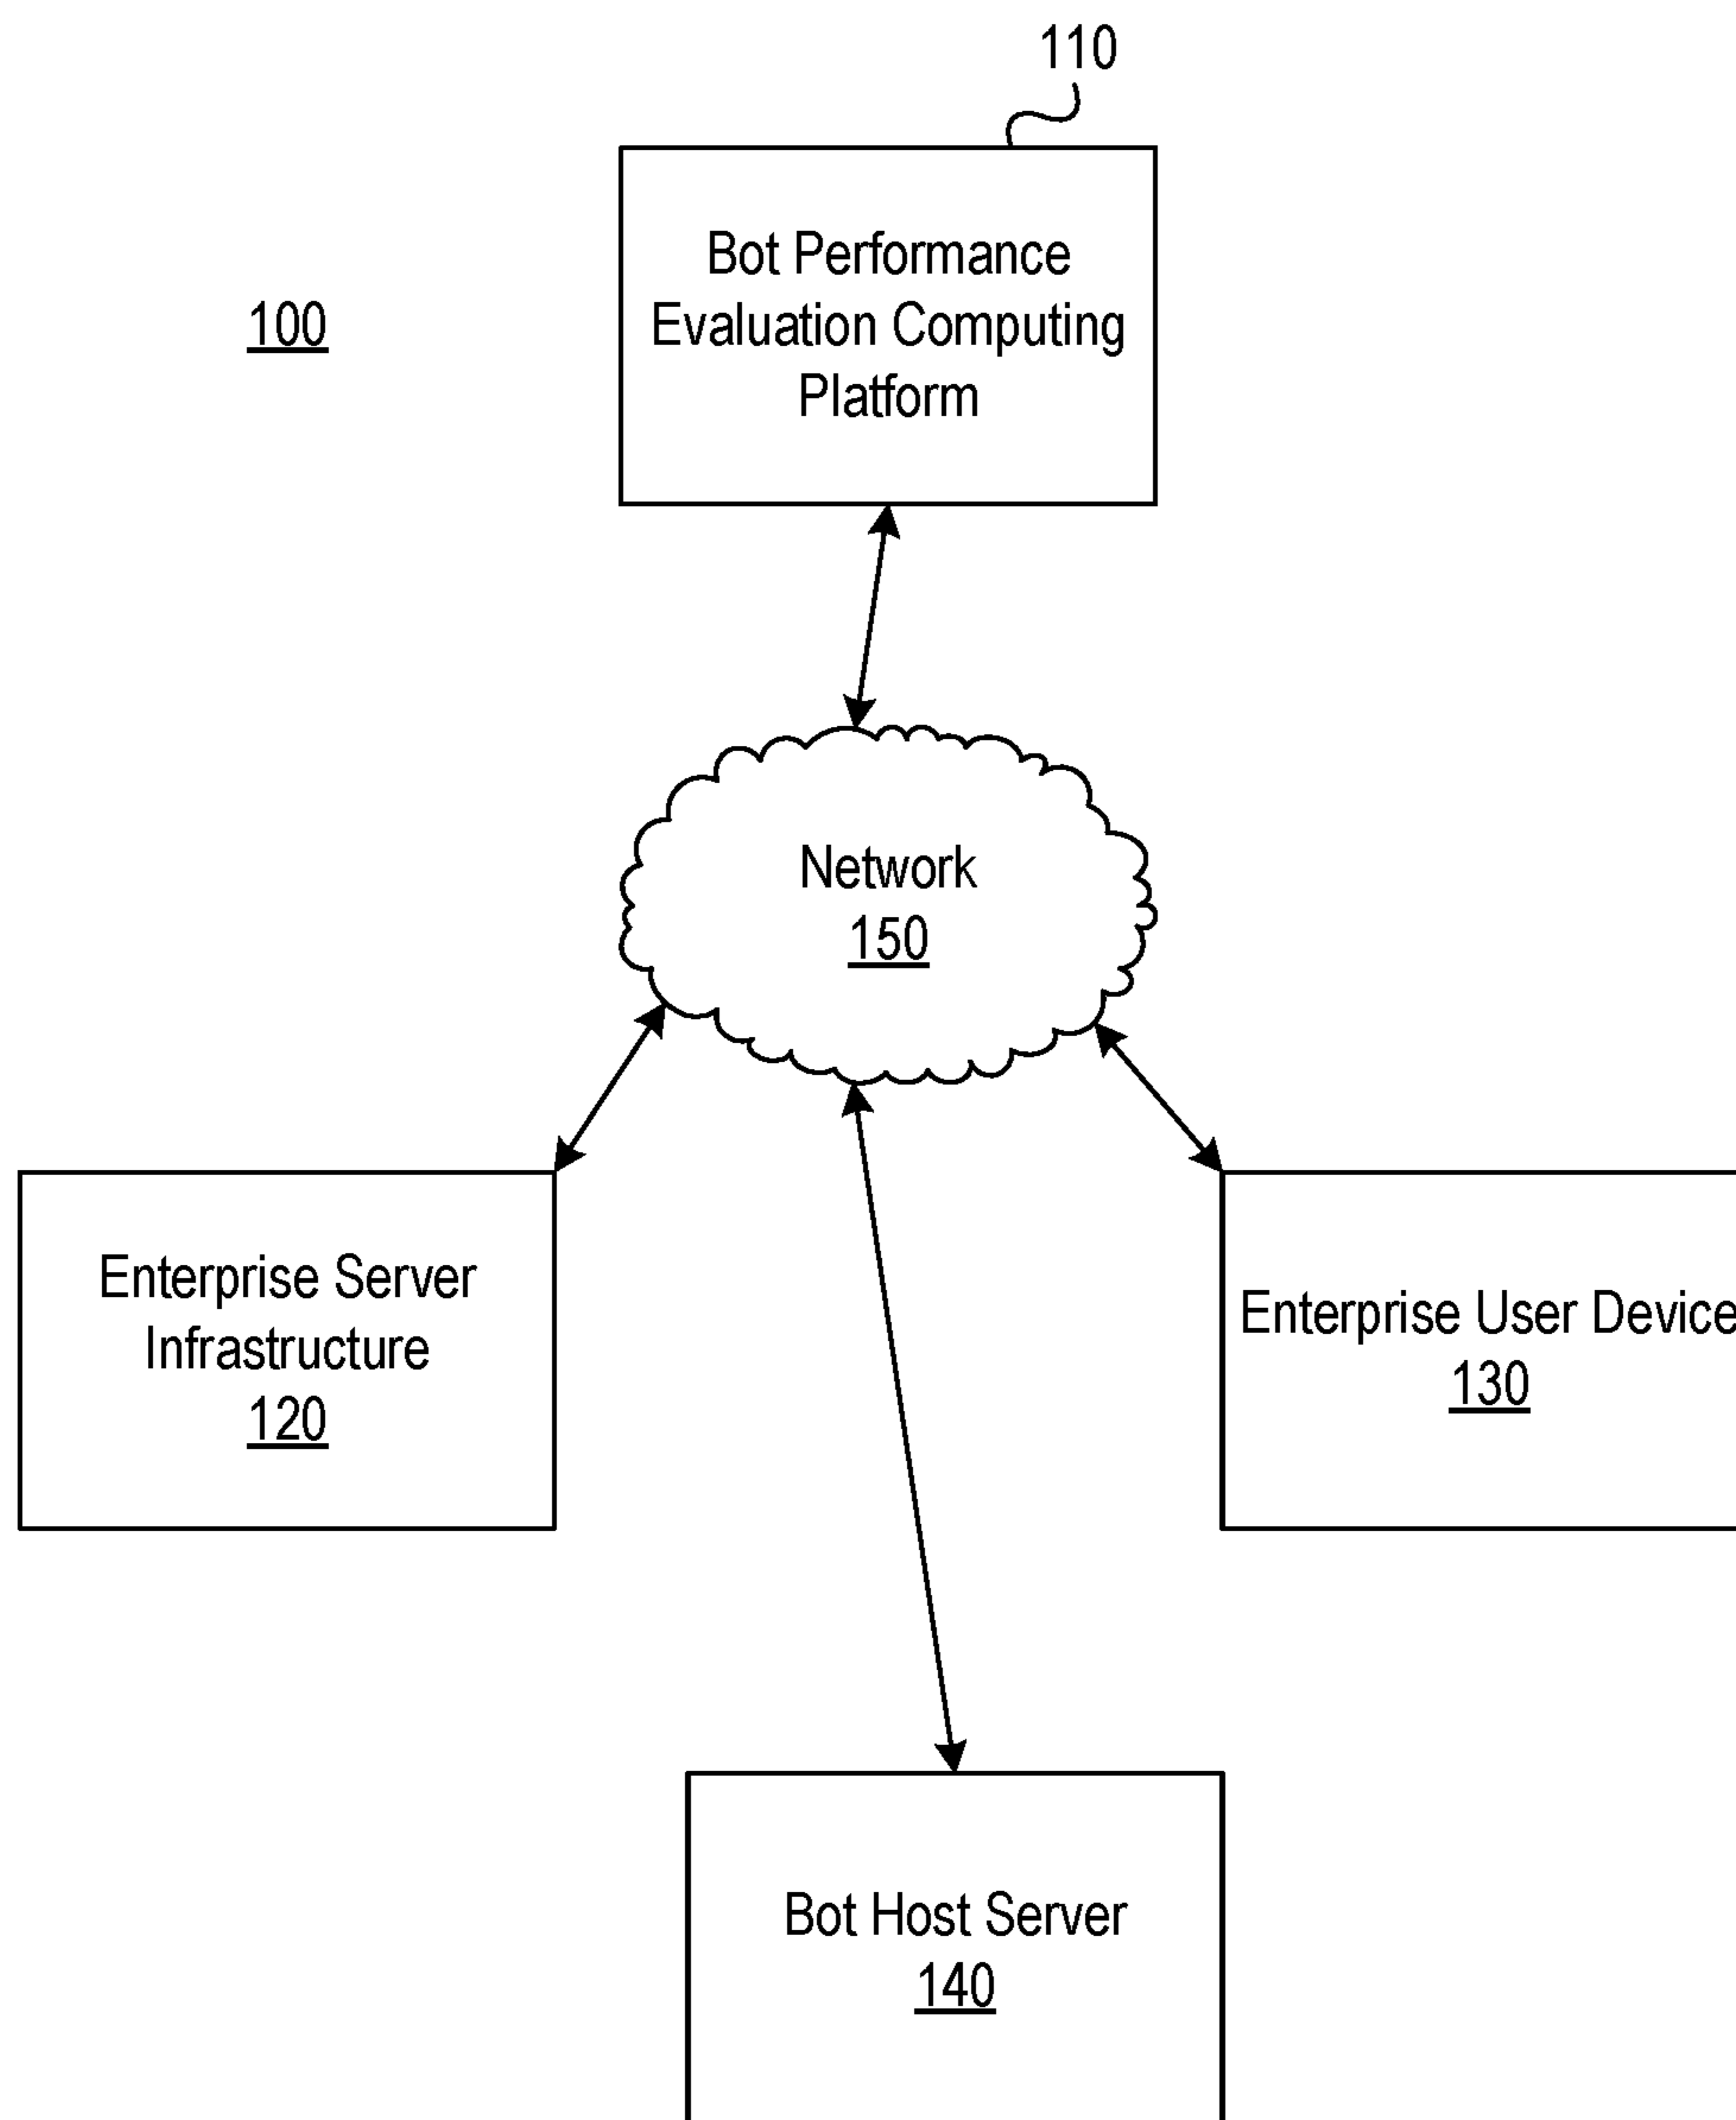 110
100
Bot Performance
Evaluation Computing
Platform
Network
150
Enterprise Server
Infrastructure
120
Enterprise User Device
130
Bot Host Server
140